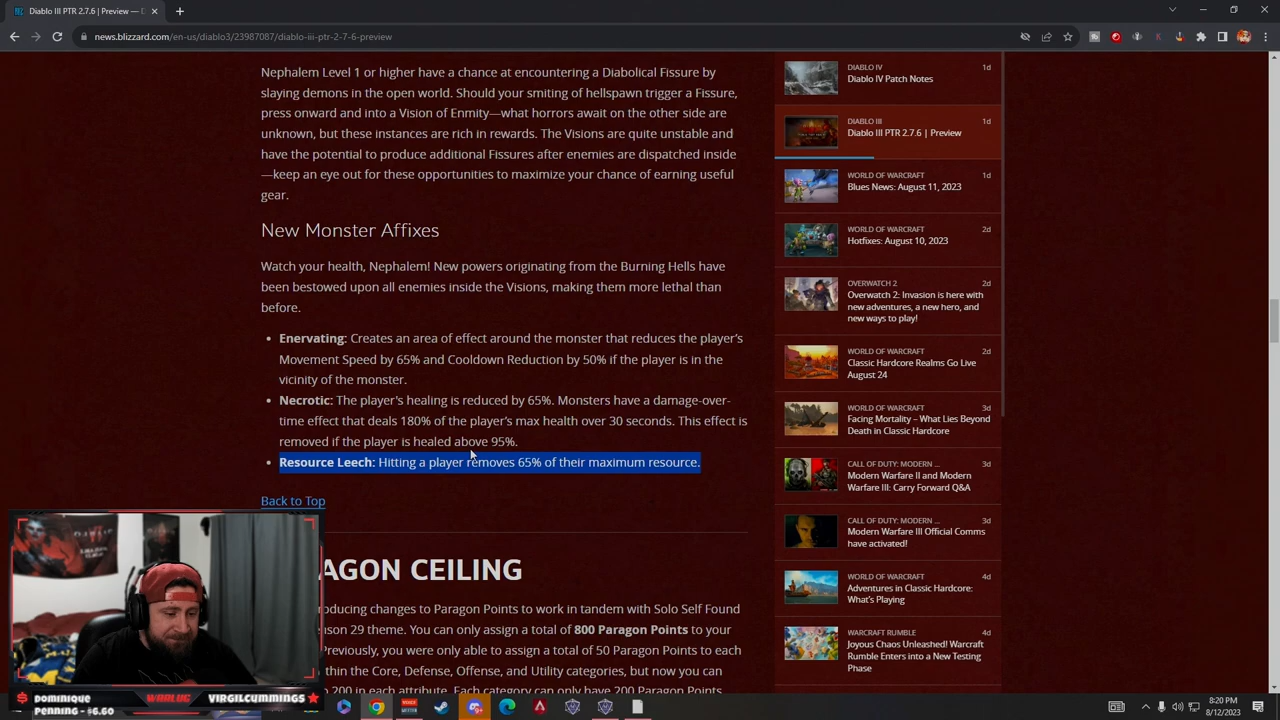 Diablo III PTR 2.7.6 | Preview
news.blizzard.com/en-us/diablo3/23987087/diablo-iii-ptr-2-7-6-preview
Nephalem Level 1 or higher have a chance at encountering a Diabolical Fissure by
slaying demons in the open world. Should your smiting of hellspawn trigger a Fissure,
press onward and into a Vision of Enmity—what horrors await on the other side are
unknown, but these instances are rich in rewards. The Visions are quite unstable and
have the potential to produce additional Fissures after enemies are dispatched inside
—keep an eye out for these opportunities to maximize your chance of earning useful
gear.
New Monster Affixes
Watch your health, Nephalem! New powers originating from the Burning Hells have
been bestowed upon all enemies inside the Visions, making them more lethal than
before.
• Enervating: Creates an area of effect around the monster that reduces the player's
Movement Speed by 65% and Cooldown Reduction by 50% if the player is in the
vicinity of the monster.
• Necrotic: The player's healing is reduced by 65%. Monsters have a damage-over-
time effect that deals 180% of the player's max health over 30 seconds. This effect is
removed if the player is healed above 95%.
• Resource Leech: Hitting a player removes 65% of their maximum resource.
Back to Top
AGON CEILING
oducing changes to Paragon Points to work in tandem with Solo Self Found
son 29 theme. You can only assign a total of 800 Paragon Points to your
Previously, you were only able to assign a total of 50 Paragon Points to each
thin the Core, Defense, Offense, and Utility categories, but now you can
200 in each attribute. Each category can only have 200 Paragon Points
DIABLO IV 1d
Diablo IV Patch Notes
DIABLO III 1d
Diablo III PTR 2.7.6 | Preview
WORLD OF WARCRAFT 1d
Blues News: August 11, 2023
WORLD OF WARCRAFT 2d
Hotfixes: August 10, 2023
OVERWATCH 2 2d
Overwatch 2: Invasion is here with
new adventures, a new hero, and
new ways to play!
WORLD OF WARCRAFT 2d
Classic Hardcore Realms Go Live
August 24
WORLD OF WARCRAFT 3d
Facing Mortality – What Lies Beyond
Death in Classic Hardcore
CALL OF DUTY: MODERN ... 3d
Modern Warfare II and Modern
Warfare III: Carry Forward Q&A
CALL OF DUTY: MODERN ... 3d
Modern Warfare III Official Comms
have activated!
WORLD OF WARCRAFT 4d
Adventures in Classic Hardcore:
What's Playing
WARCRAFT RUMBLE 4d
Joyous Chaos Unleashed! Warcraft
Rumble Enters into a New Testing
Phase
Dominique
Penning - $6.60
WARLUG
VIRGILCUMMINGS
8:20 PM
8/12/2023